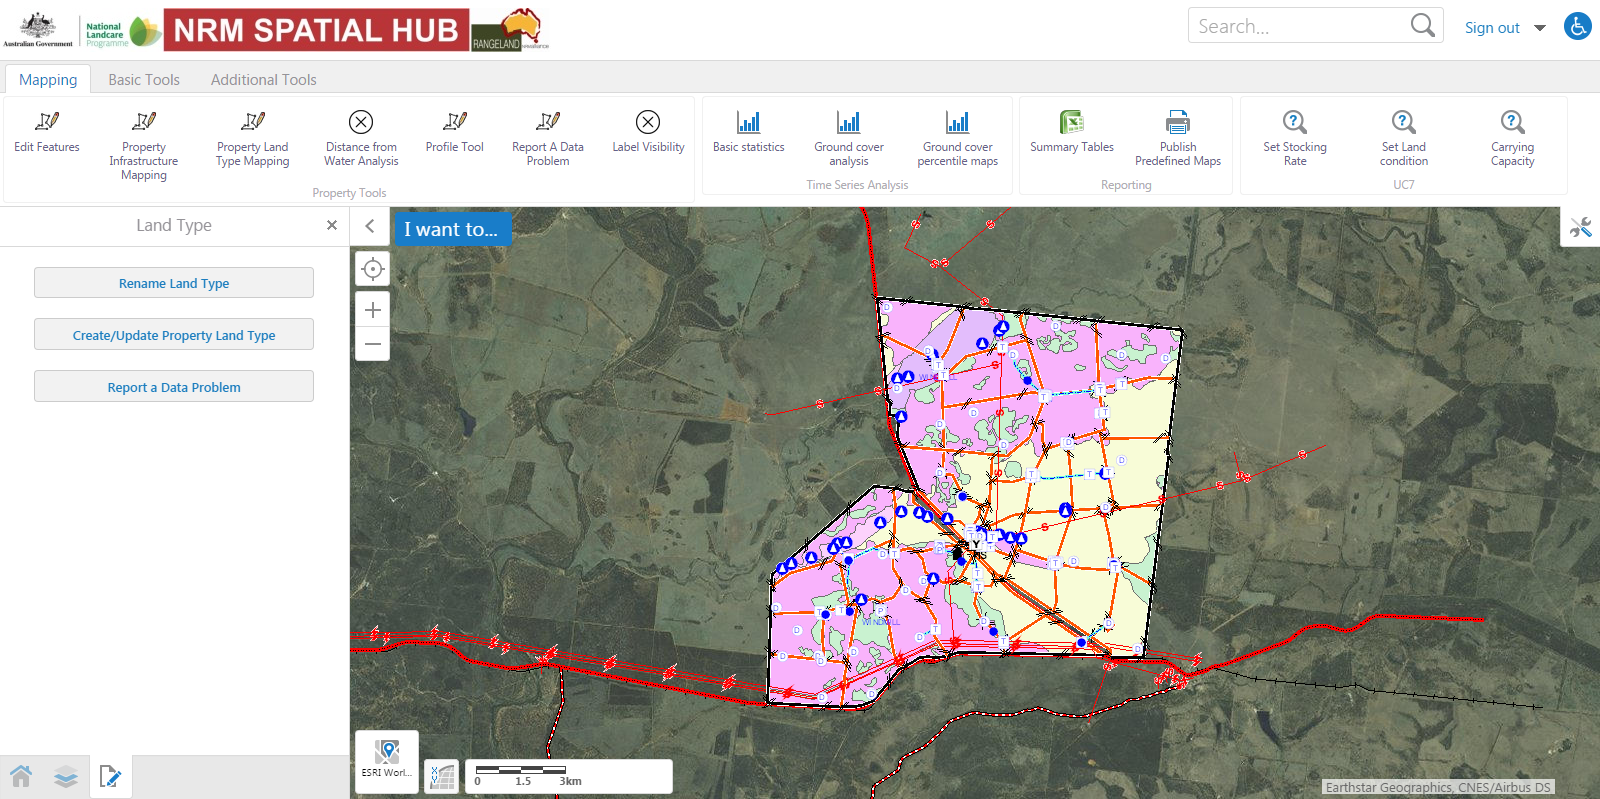 Australian Government
National
Landcare
Programme
NRM SPATIAL HUB
RANGELAND
Search...
Sign out
Mapping
Basic Tools
Additional Tools
Edit Features
Property
Infrastructure
Mapping
Property Land
Type Mapping
Distance from
Water Analysis
Profile Tool
Report A Data
Problem
Label Visibility
Property Tools
Basic statistics
Ground cover
analysis
Ground cover
percentile maps
Time Series Analysis
Summary Tables
Publish
Predefined Maps
Reporting
Set Stocking
Rate
Set Land
condition
Carrying
Capacity
UC7
Land Type
I want to...
Rename Land Type
Create/Update Property Land Type
Report a Data Problem
WINDMILL
ESRI Worl...
0 1.5 3km
Earthstar Geographics, CNES/Airbus DS